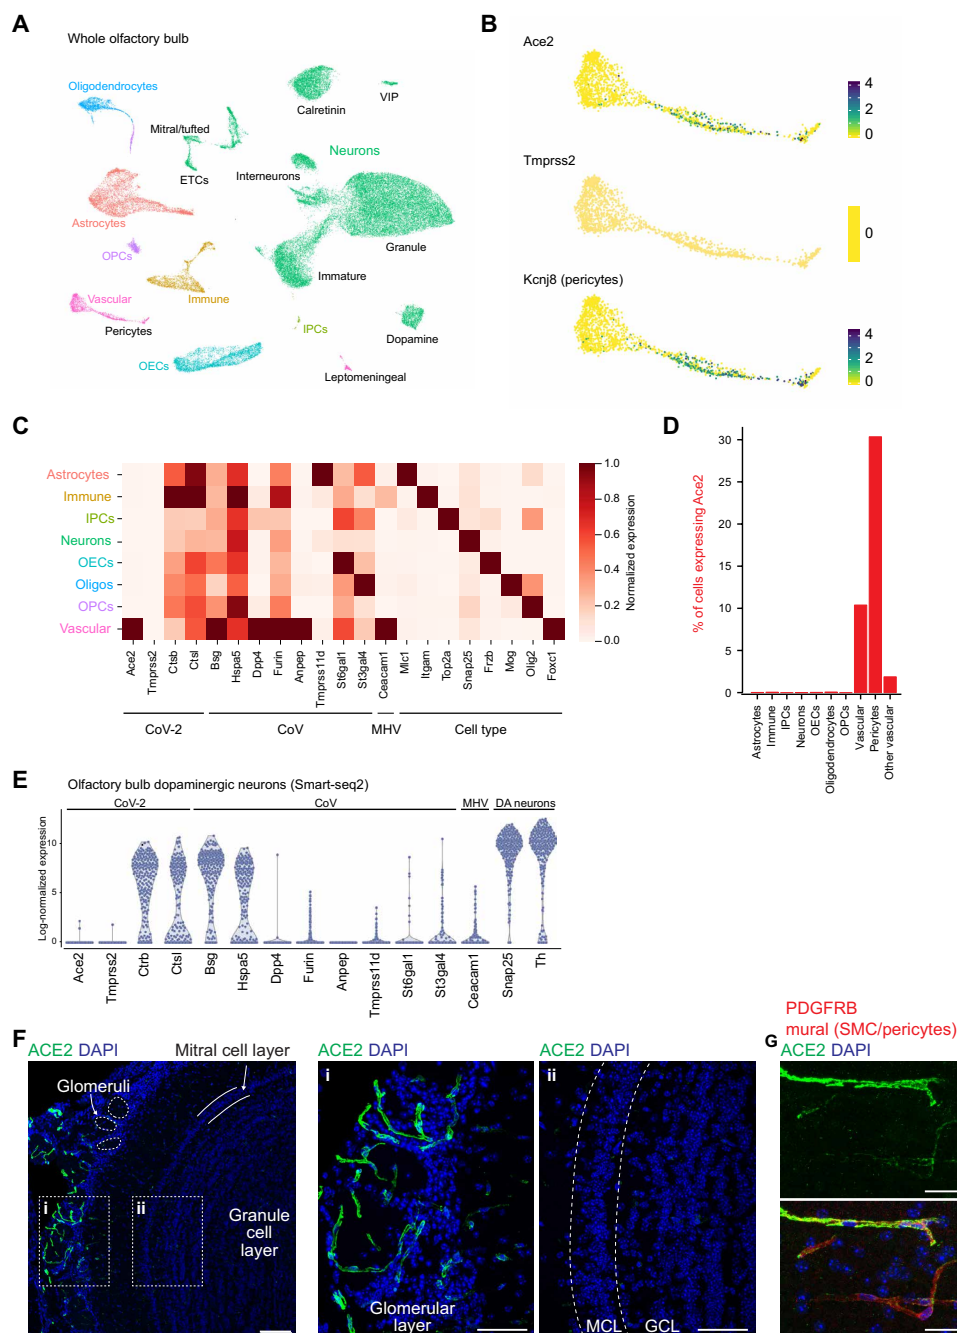 A
Whole olfactory bulb
Oligodendrocytes
Mitral/tufted
ETCs
Calretinin
VIP
Neurons
Interneurons
Astrocytes
Granule
OPCs
Immature
Vascular
Immune
Pericytes
IPCs
Dopamine
OECs
Leptomeningeal
B
Ace2
4
2
0
Tmprss2
0
Kcnj8 (pericytes)
4
2
0
C
Astrocytes
Immune
IPCs
Neurons
OECs
Oligos
OPCs
Vascular
1.0
0.8
0.6
0.4
0.2
0.0
Normalized expression
Ace2
Tmprss2
Ctsb
Ctsl
Bsg
Hspa5
Dpp4
Furin
Anpep
Tmprss11d
St6gal1
St3gal4
Ceacam1
Mlc1
Itgam
Top2a
Snap25
Frzb
Mog
Olig2
Foxc1
CoV-2
CoV
MHV
Cell type
D
% of cells expressing Ace2
30
25
20
15
10
5
0
Astrocytes
Immune
IPCs
Neurons
OECs
Oligodendrocytes
OPCs
Vascular
Pericytes
Other vascular
E
Olfactory bulb dopaminergic neurons (Smart-seq2)
CoV-2
CoV
MHV
DA neurons
Log-normalized expression
10
5
0
Ace2
Tmprss2
Ctrb
Ctsl
Bsg
Hspa5
Dpp4
Furin
Anpep
Tmprss11d
St6gal1
St3gal4
Ceacam1
Snap25
Th
F
ACE2 DAPI
Mitral cell layer
Glomeruli
i
ii
Granule
cell
layer
ACE2 DAPI
i
Glomerular
layer
ACE2 DAPI
ii
MCL
GCL
G
PDGFRB
mural (SMC/pericytes)
ACE2 DAPI